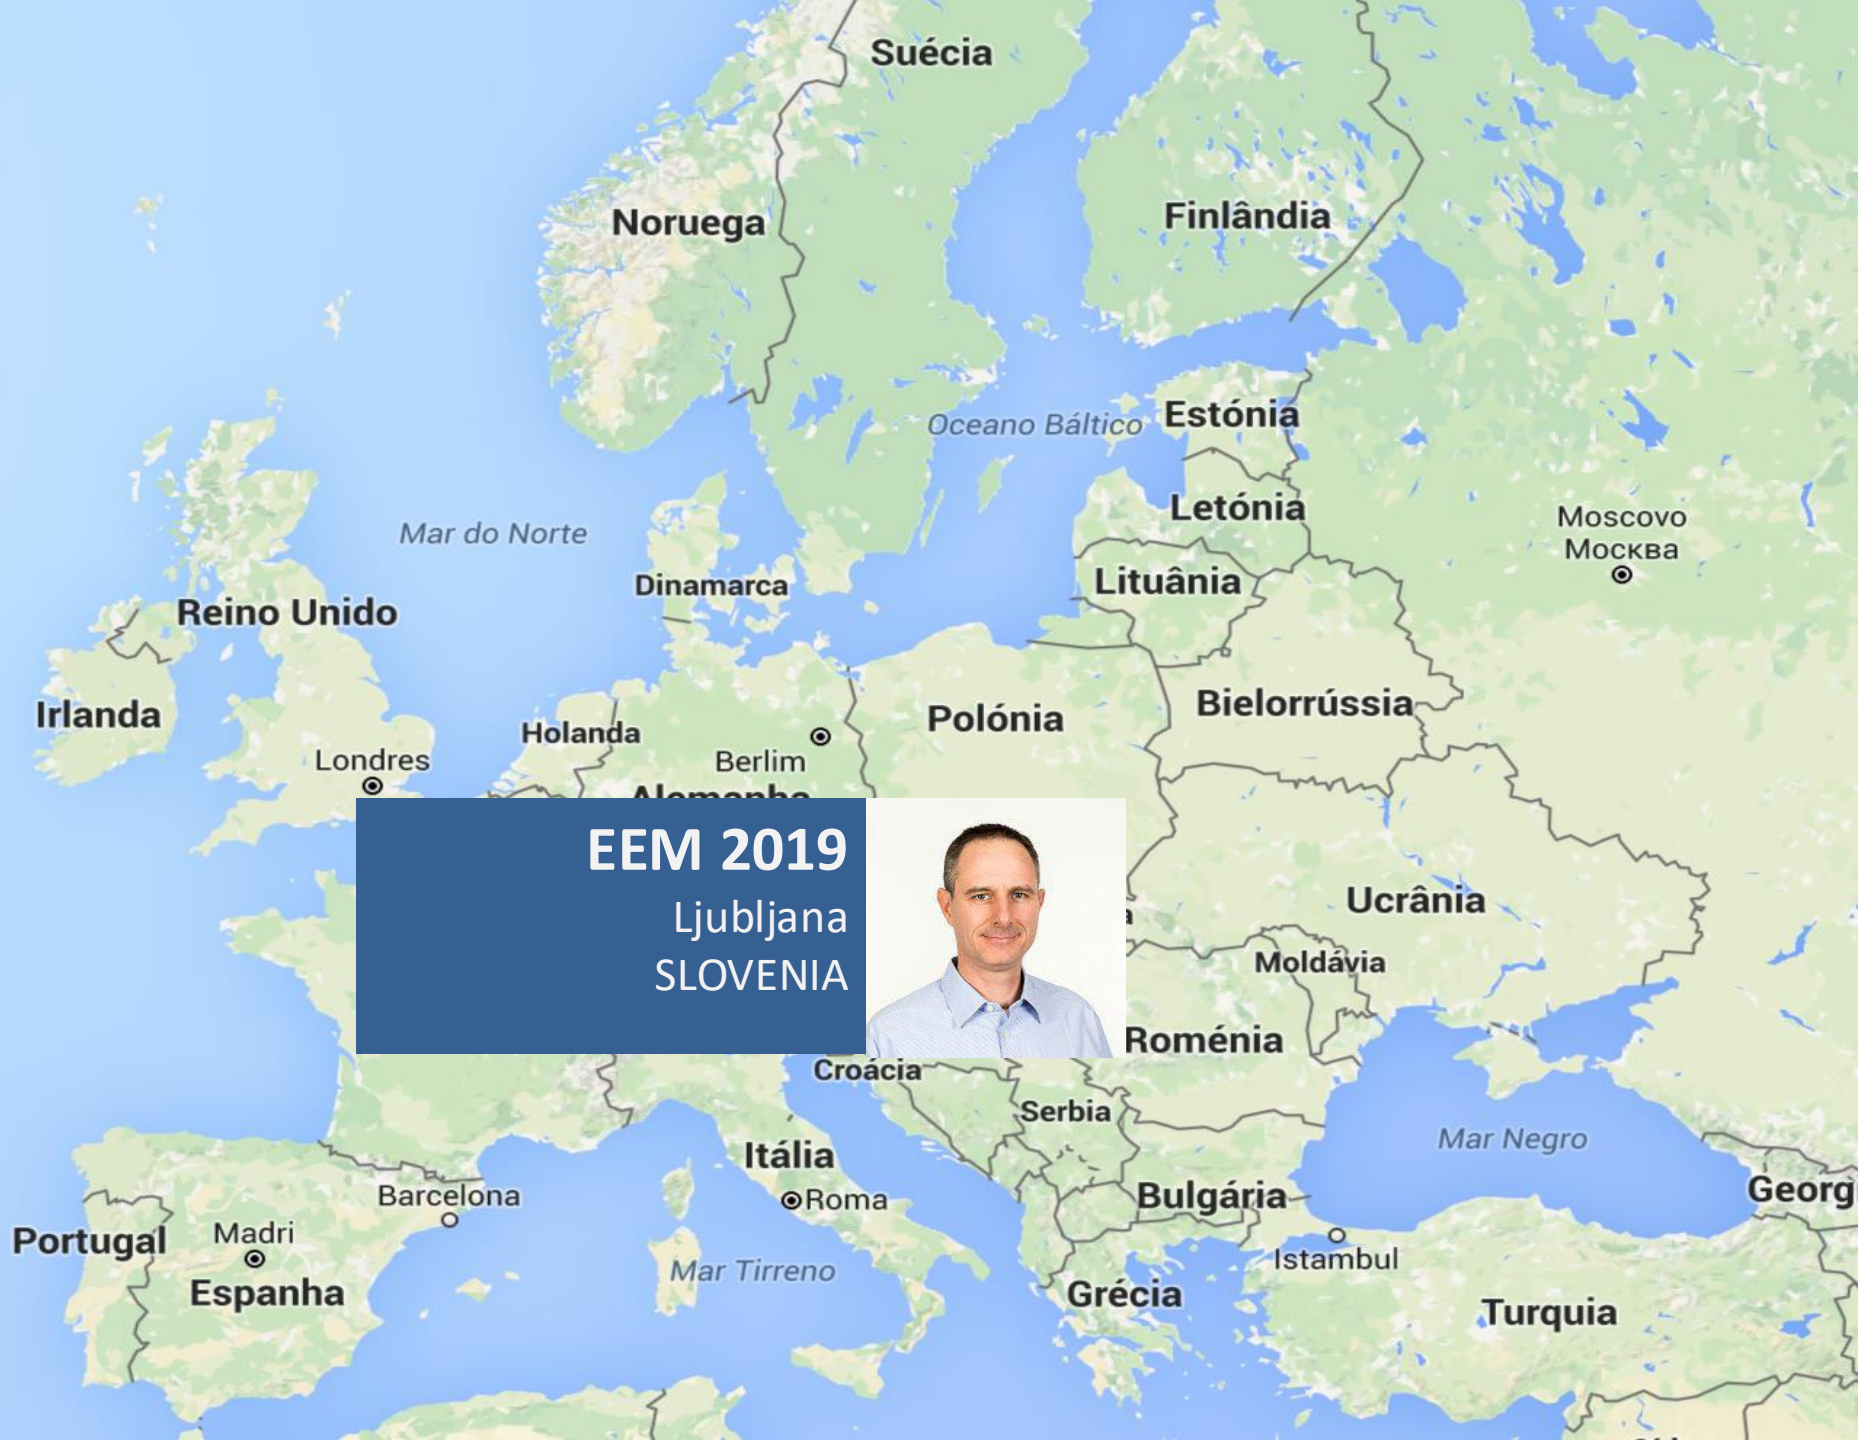 Suécia
Noruega
Finlândia
Oceano Báltico
Estónia
Letónia
Moscovo
Москва
Mar do Norte
Dinamarca
Lituânia
Reino Unido
Irlanda
Holanda
Polónia
Bielorrússia
Londres
Berlim
Alemanha
EEM 2019
Ljubljana
SLOVENIA
Ucrânia
Moldávia
Roménia
Croácia
Serbia
Mar Negro
Itália
Barcelona
Roma
Bulgária
Georg
Portugal
Madri
Istambul
Mar Tirreno
Espanha
Grécia
Turquia